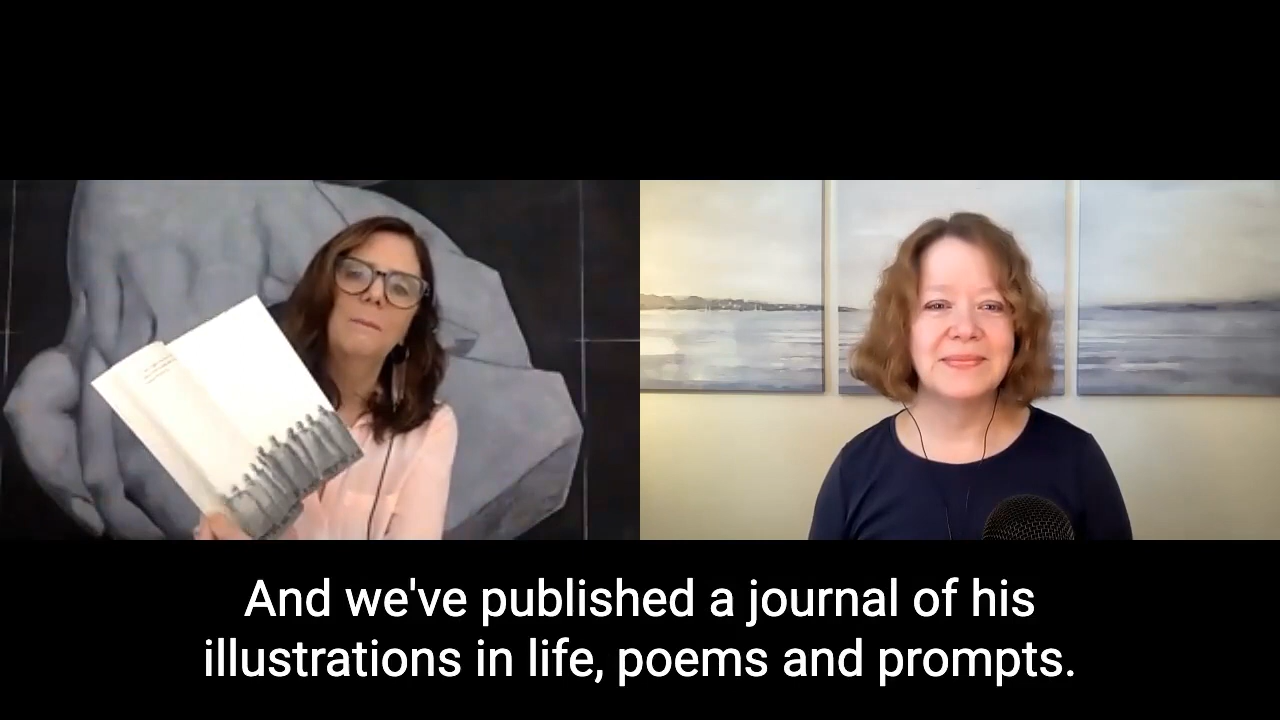 And we've published a journal of his
illustrations in life, poems and prompts.